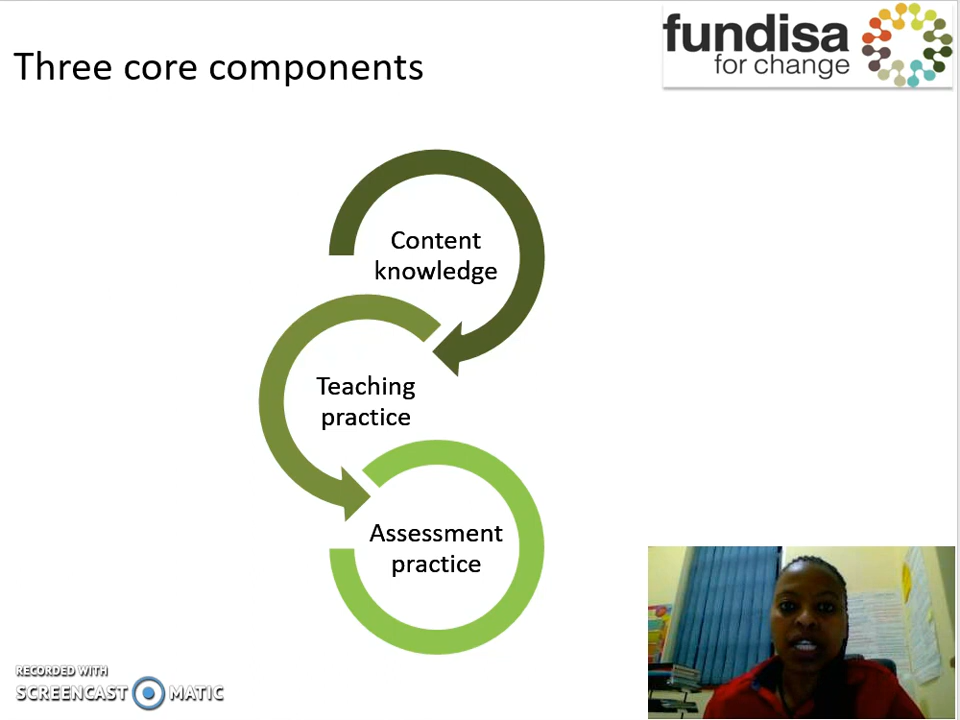 Three core components
fundisa
for change
Content
knowledge
Teaching
practice
Assessment
practice
RECORDED WITH
SCREENCAST MATIC